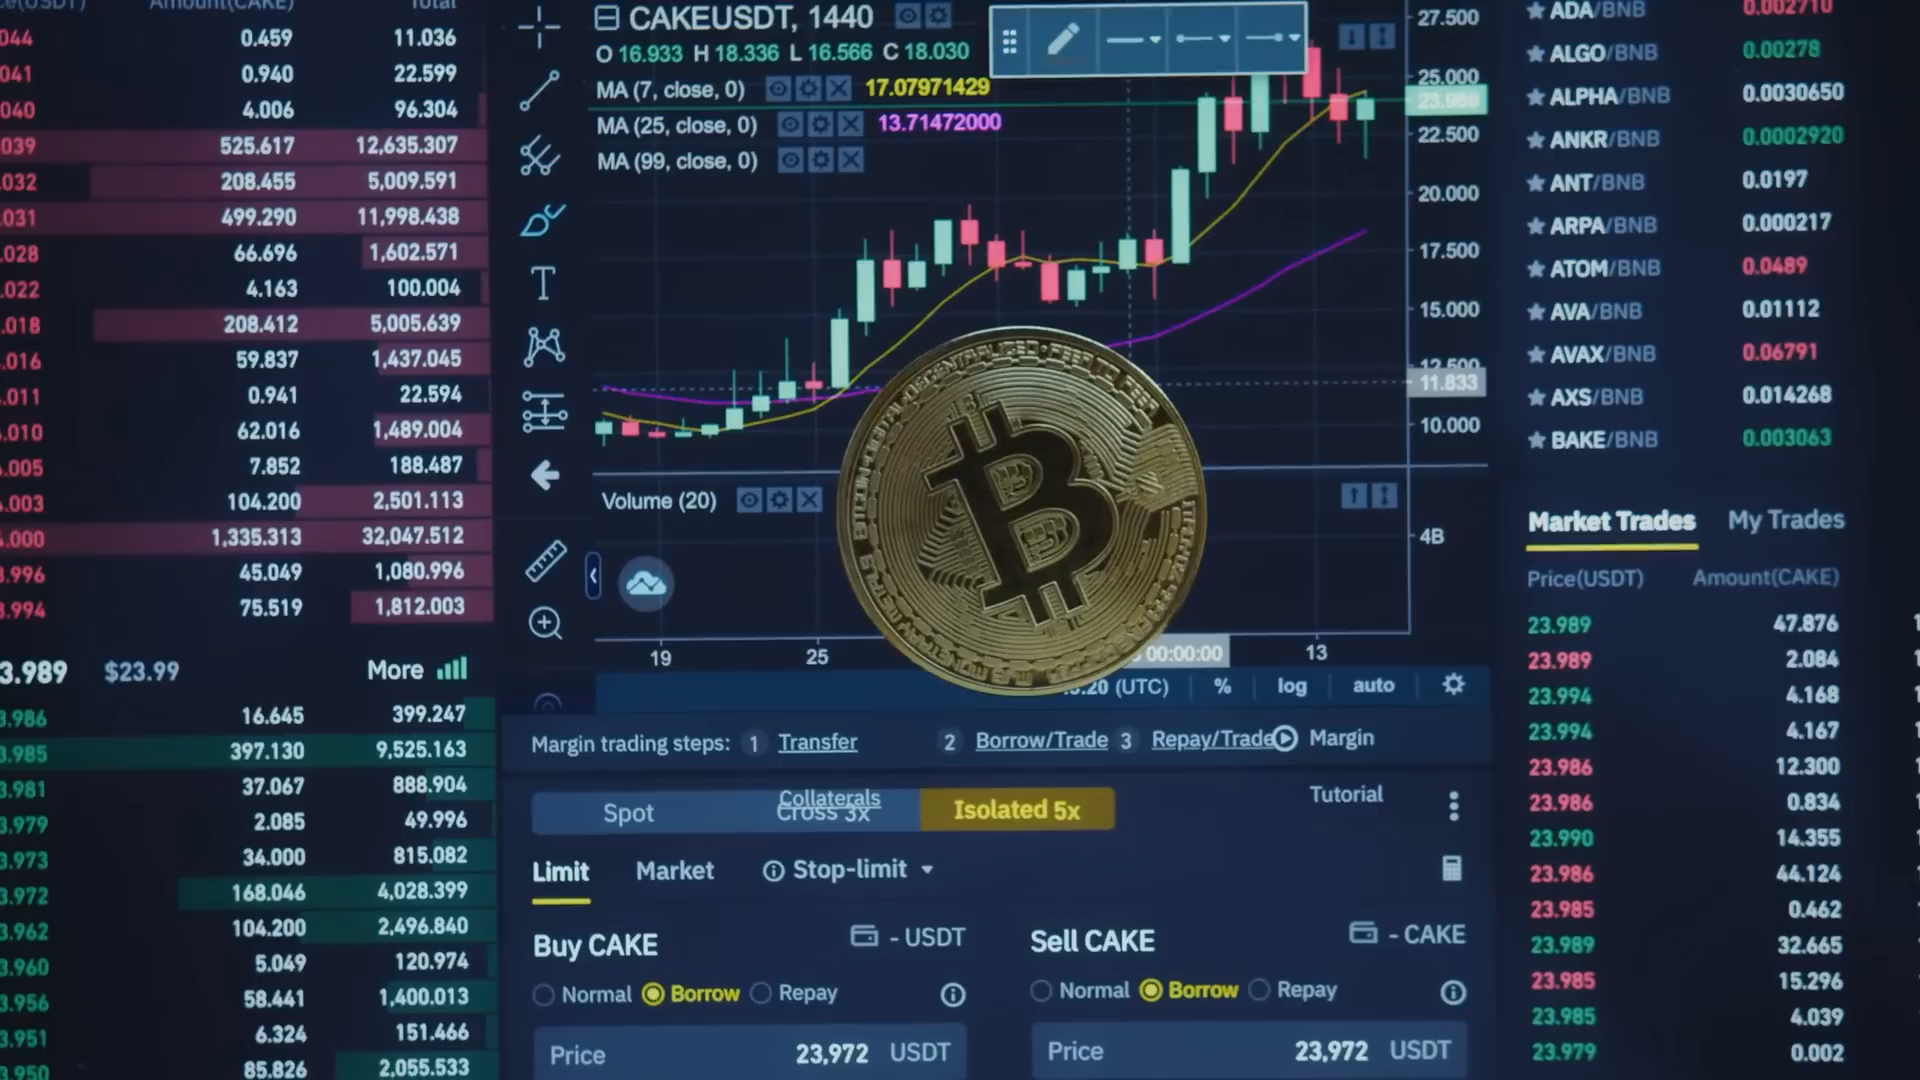 Amount(CAKE) Total
044 0.459 11.036
041 0.940 22.599
040 4.006 96.304
.039 525.617 12,635.307
.032 208.455 5,009.591
.031 499.290 11,998.438
.028 66.696 1,602.571
.022 4.163 100.004
.018 208.412 5,005.639
.016 59.837 1,437.045
.011 0.941 22.594
.010 62.016 1,489.004
.005 7.852 188.487
.003 104.200 2,501.113
.000 1,335.313 32,047.512
3.996 45.049 1,080.996
3.994 75.519 1,812.003
3.989 $23.99 More
3.986 16.645 399.247
3.985 397.130 9,525.163
3.981 37.067 888.904
3.979 2.085 49.996
3.973 34.000 815.082
3.972 168.046 4,028.399
3.962 104.200 2,496.840
3.960 5.049 120.974
3.956 58.441 1,400.013
3.951 6.324 151.466
3.950 85.826 2,055.533
CAKEUSDT, 1440
O 16.933 H 18.336 L 16.566 C 18.030
MA (7, close, 0) 17.07971429
MA (25, close, 0) 13.71472000
MA (99, close, 0)
27.500
25.000
23.989
22.500
20.000
17.500
15.000
12.500
11.833
10.000
Volume (20)
4B
19 25 00:00:00 13
:20 (UTC) % log auto
Margin trading steps: 1 Transfer 2 Borrow/Trade 3 Repay/Trade Margin
Tutorial
Collaterals
Spot Cross 3x Isolated 5x
Limit Market Stop-limit
Buy CAKE - USDT
Normal Borrow Repay
Price 23,972 USDT
Sell CAKE - CAKE
Normal Borrow Repay
Price 23,972 USDT
ADA/BNB 0.002710
ALGO/BNB 0.00278
ALPHA/BNB 0.0030650
ANKR/BNB 0.0002920
ANT/BNB 0.0197
ARPA/BNB 0.000217
ATOM/BNB 0.0489
AVA/BNB 0.01112
AVAX/BNB 0.06791
AXS/BNB 0.014268
BAKE/BNB 0.003063
Market Trades My Trades
Price(USDT) Amount(CAKE)
23.989 47.876
23.989 2.084
23.994 4.168
23.994 4.167
23.986 12.300
23.986 0.834
23.990 14.355
23.986 44.124
23.985 0.462
23.989 32.665
23.985 15.296
23.985 4.039
23.979 0.002